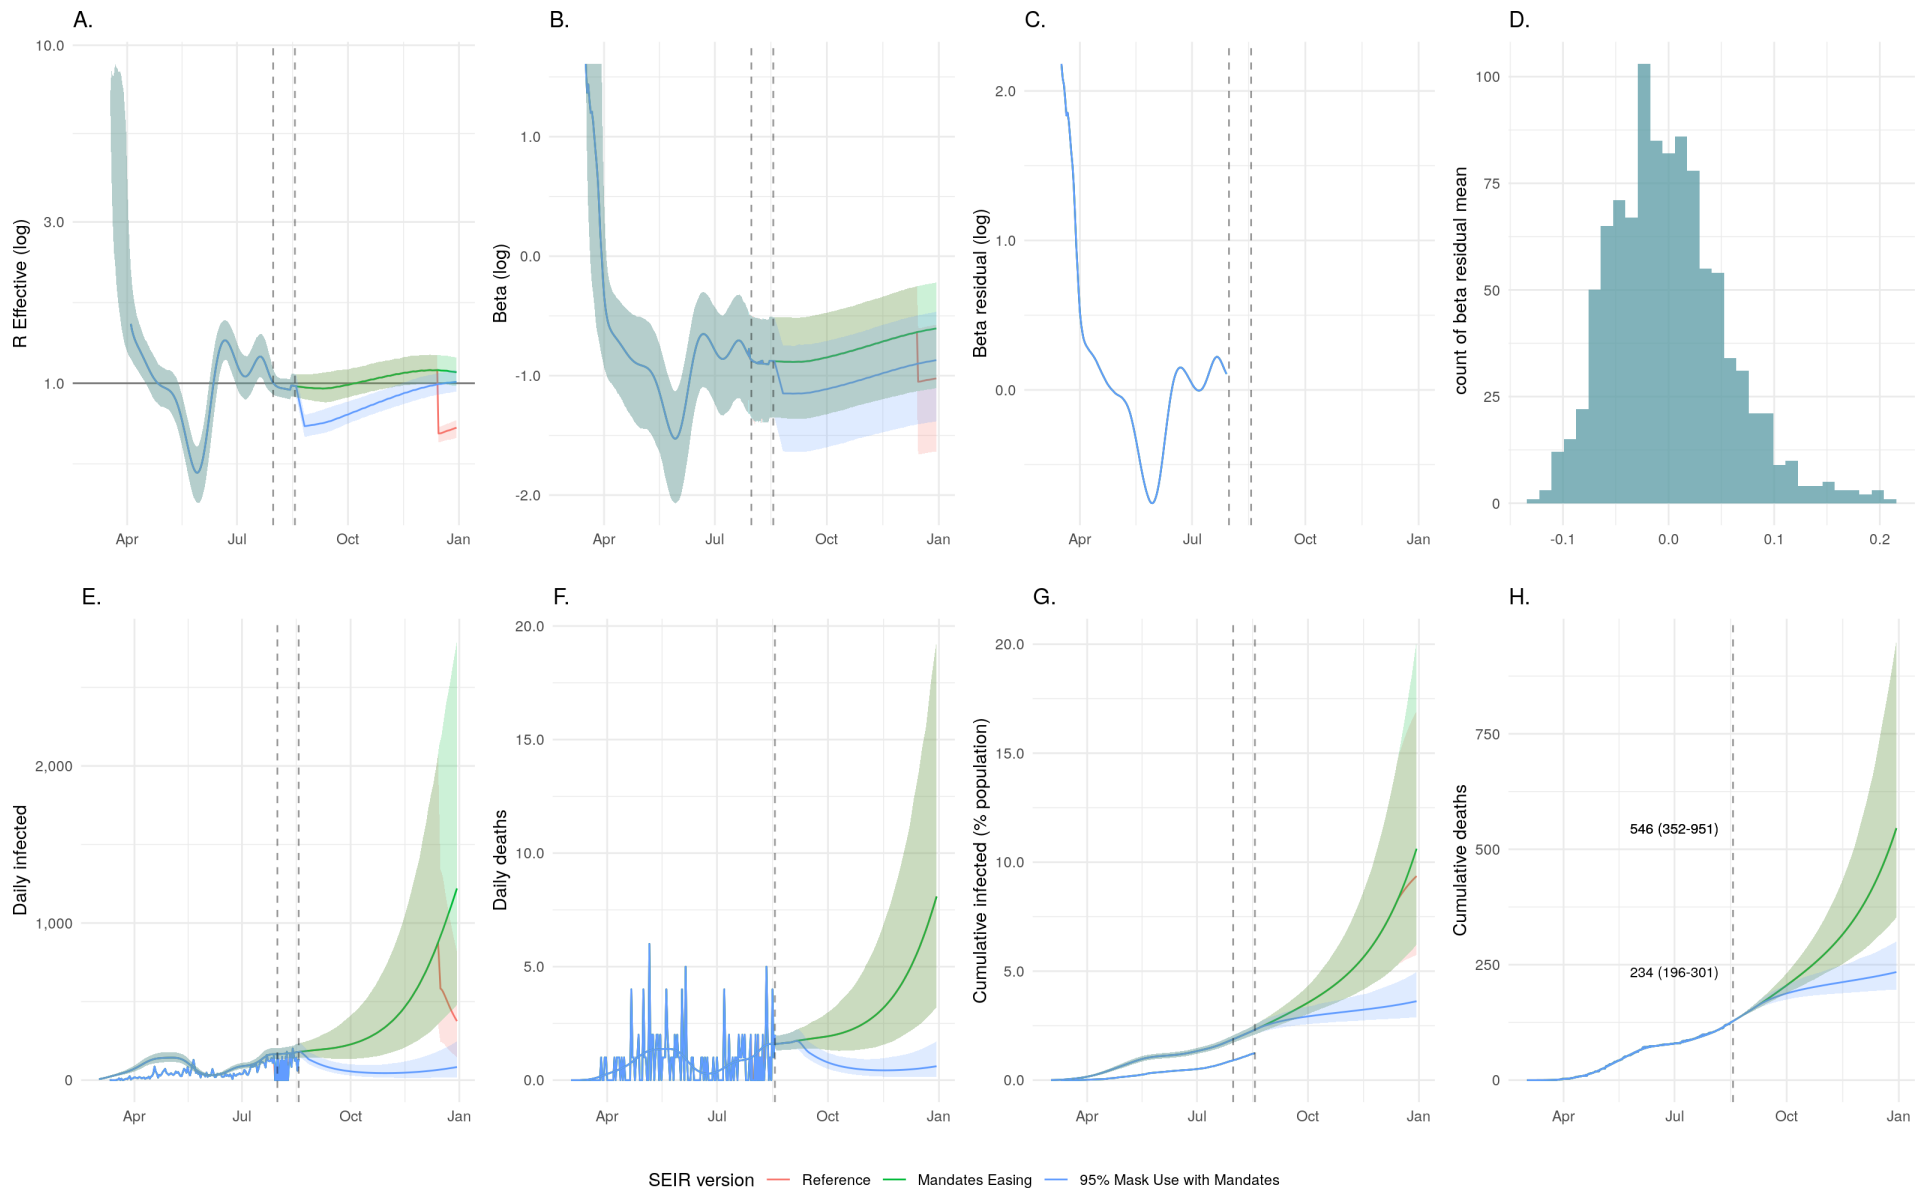 A.
B.
C.
D.
R Effective (log)
10.0
3.0
1.0
Apr
Jul
Oct
Jan
Beta (log)
1.0
0.0
-1.0
-2.0
Apr
Jul
Oct
Jan
Beta residual (log)
2.0
1.0
0.0
Apr
Jul
Oct
Jan
count of beta residual mean
100
75
50
25
0
-0.1
0.0
0.1
0.2
E.
F.
G.
H.
Daily infected
2,000
1,000
0
Apr
Jul
Oct
Jan
Daily deaths
20.0
15.0
10.0
5.0
0.0
Apr
Jul
Oct
Jan
Cumulative infected (% population)
20.0
15.0
10.0
5.0
0.0
Apr
Jul
Oct
Jan
Cumulative deaths
750
500
250
0
546 (352-951)
234 (196-301)
Apr
Jul
Oct
Jan
SEIR version Reference Mandates Easing 95% Mask Use with Mandates